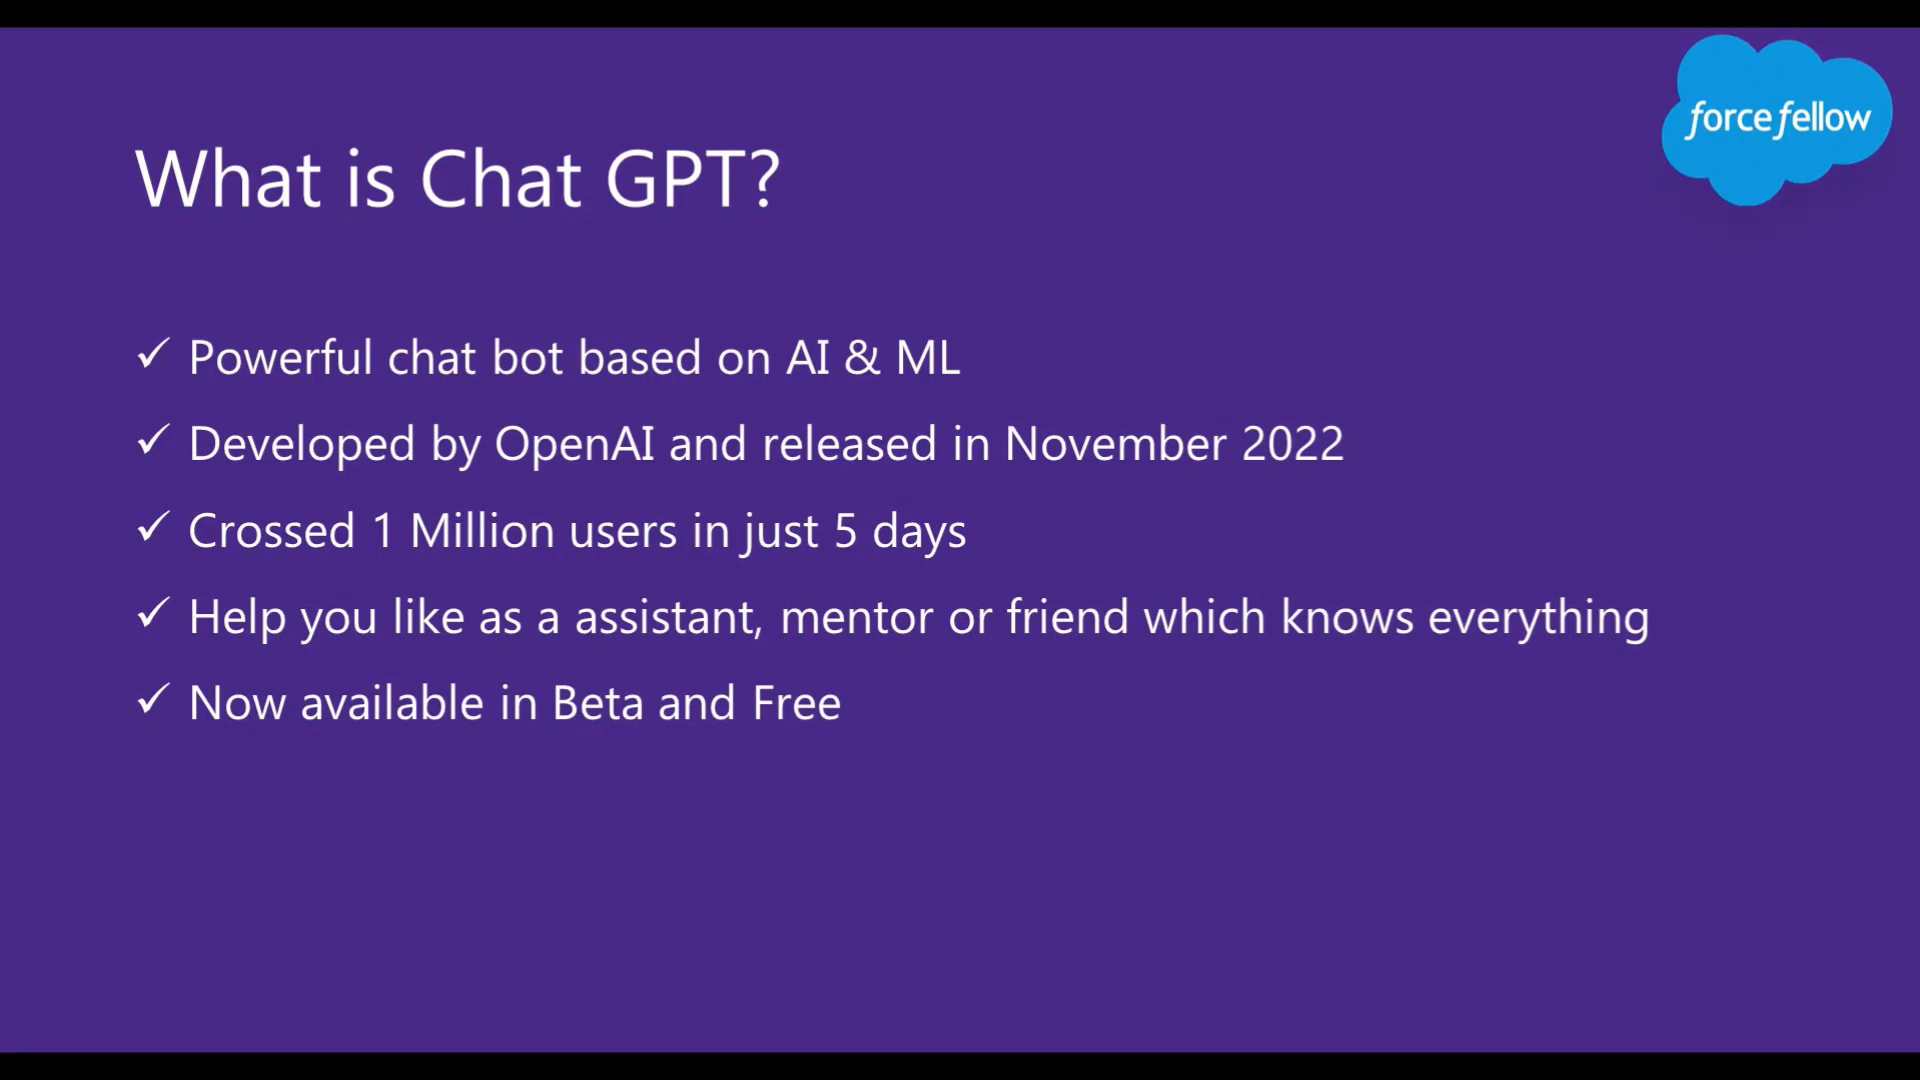 force fellow
What is Chat GPT?
✓ Powerful chat bot based on AI & ML
✓ Developed by OpenAI and released in November 2022
✓ Crossed 1 Million users in just 5 days
✓ Help you like as a assistant, mentor or friend which knows everything
✓ Now available in Beta and Free